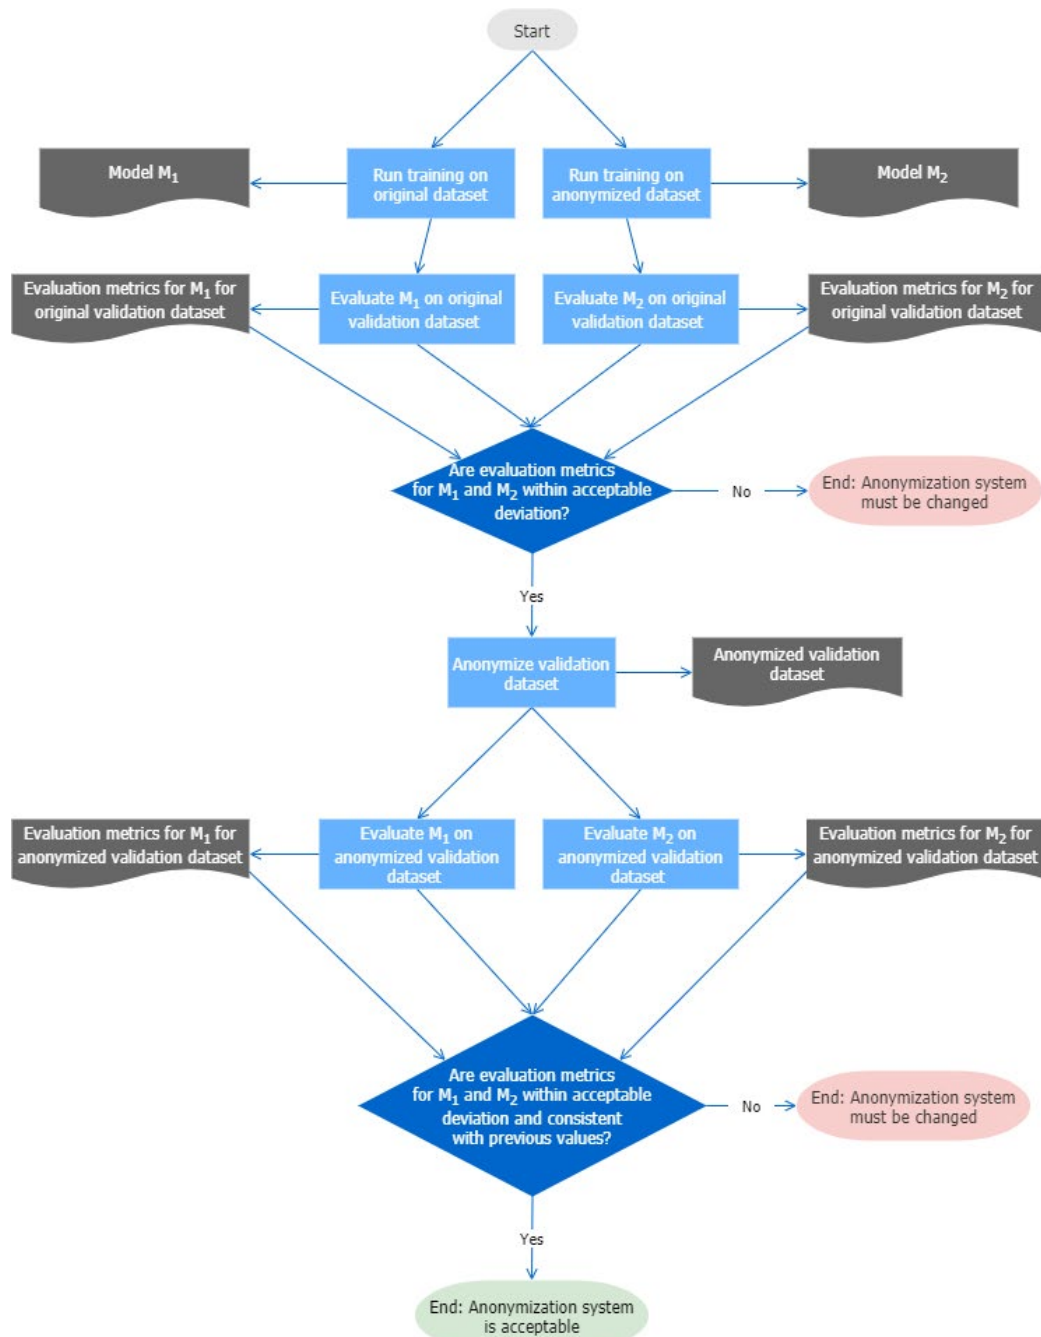 Start
Model M₁
Run training on
original dataset
Run training on
anonymized dataset
Model M₂
Evaluation metrics for M₁ for
original validation dataset
Evaluate M₁ on original
validation dataset
Evaluate M₂ on original
validation dataset
Evaluation metrics for M₂ for
original validation dataset
Are evaluation metrics
for M₁ and M₂ within acceptable
deviation?
No
End: Anonymization system
must be changed
Yes
Anonymize validation
dataset
Anonymized validation
dataset
Evaluation metrics for M₁ for
anonymized validation dataset
Evaluate M₁ on
anonymized validation
dataset
Evaluate M₂ on
anonymized validation
dataset
Evaluation metrics for M₂ for
anonymized validation dataset
Are evaluation metrics
for M₁ and M₂ within acceptable
deviation and consistent
with previous values?
No
End: Anonymization system
must be changed
Yes
End: Anonymization system
is acceptable